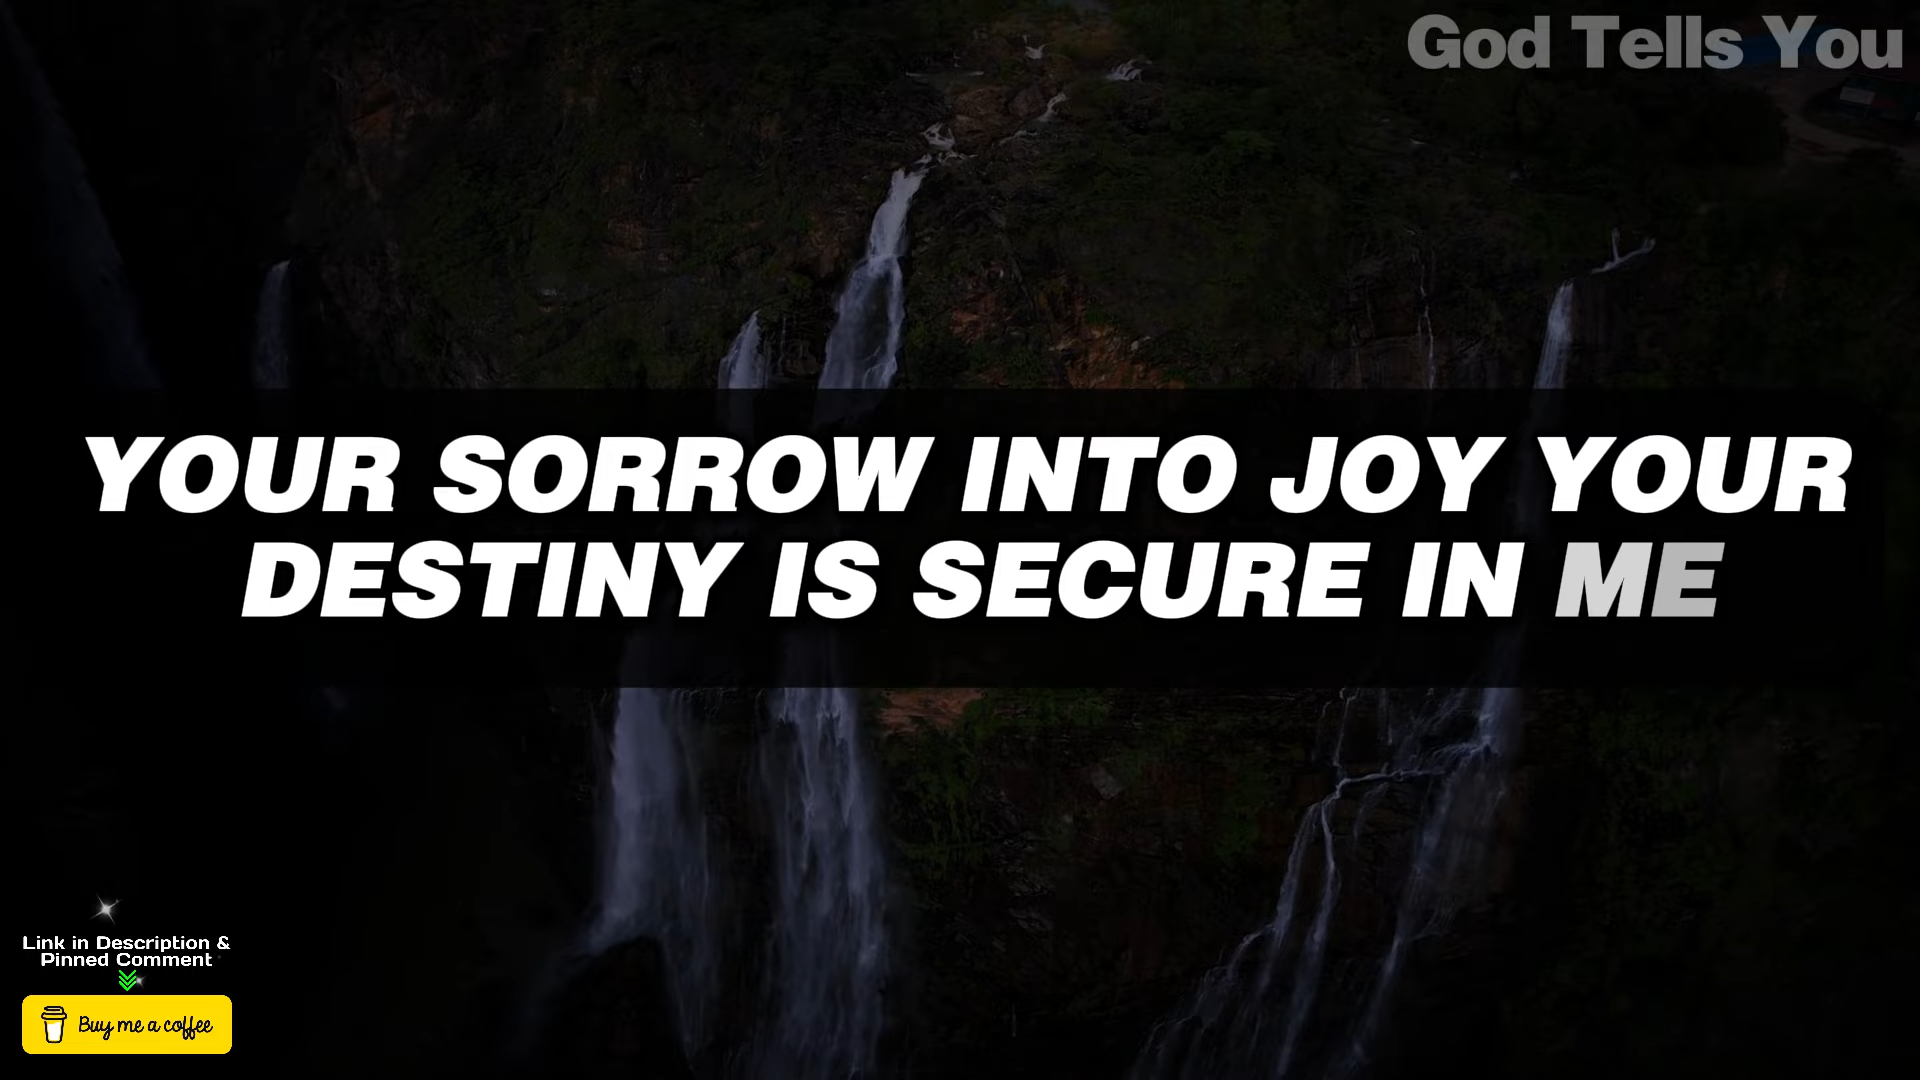 God Tells You
YOUR SORROW INTO JOY YOUR
DESTINY IS SECURE IN ME
Link in Description &
Pinned Comment
Buy me a coffee